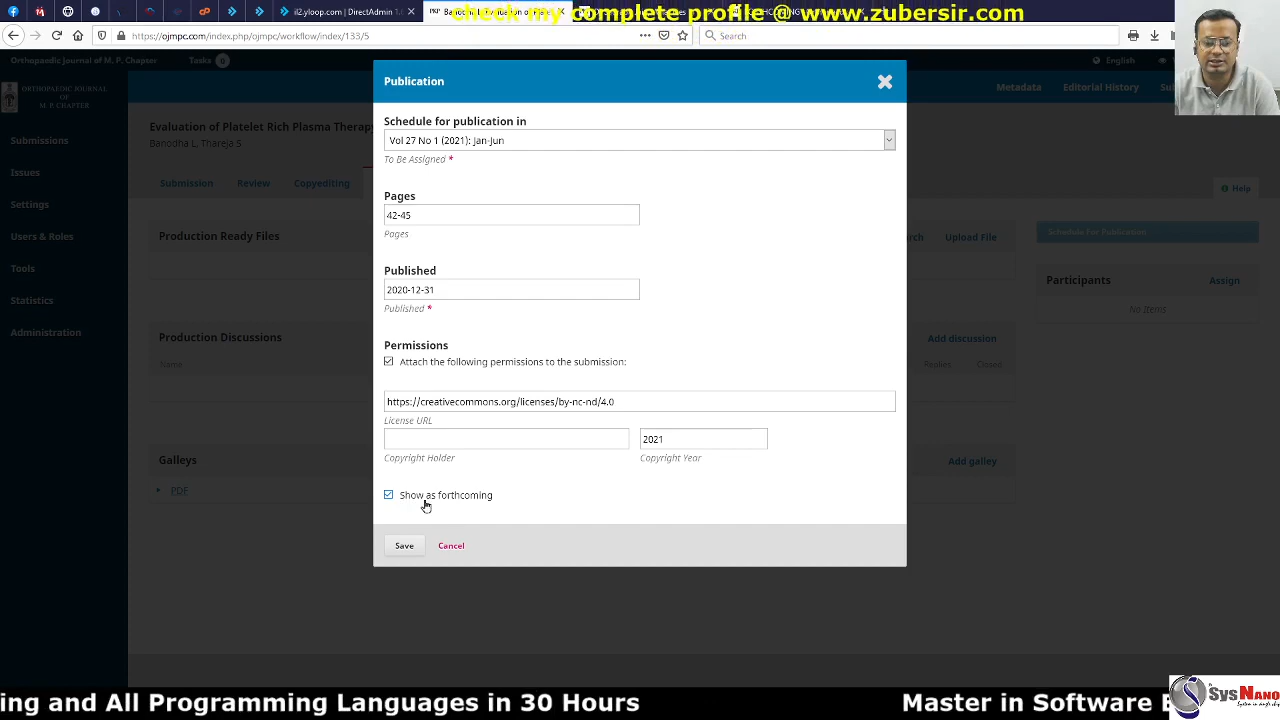 check my complete profile @ www.zubersir.com
il2.yloop.com | DirectAdmin 1.
https://ojmpc.com/ojmpc/workflow/index/133/5
Search
Orthopaedic Journal of M. P. Chapter
Tasks
English
ORTHOPAEDIC JOURNAL
OF
M. P. CHAPTER
Submissions
Issues
Settings
Users & Roles
Tools
Statistics
Administration
Metadata
Editorial History
Evaluation of Platelet Rich Plasma Therapy
Banodha L, Thareja S
Submission
Review
Copyediting
Help
Production Ready Files
Upload File
Schedule For Publication
Participants
Assign
No Items
Production Discussions
Add discussion
Name
Replies
Closed
Galleys
Add galley
PDF
Publication
Schedule for publication in
Vol 27 No 1 (2021): Jan-Jun
To Be Assigned *
Pages
42-45
Pages
Published
2020-12-31
Published *
Permissions
Attach the following permissions to the submission:
https://creativecommons.org/licenses/by-nc-nd/4.0
License URL
2021
Copyright Holder
Copyright Year
Show as forthcoming
Save
Cancel
ing and All Programming Languages in 30 Hours
Master in Software
SysNano